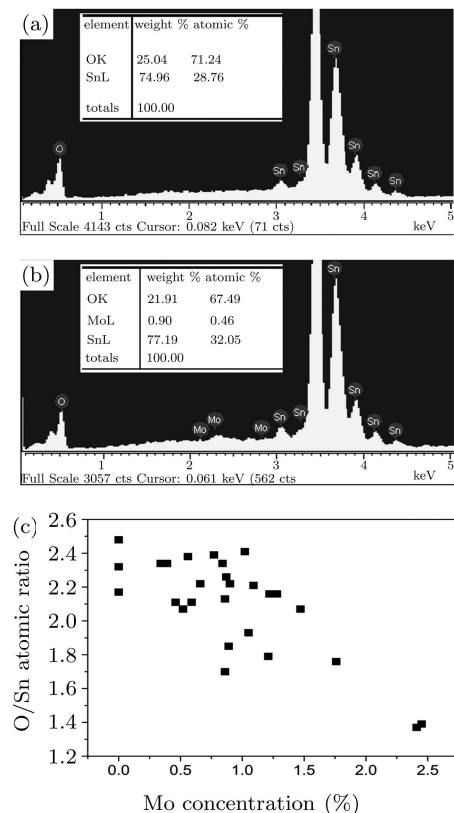 (a)
element weight % atomic %
OK 25.04 71.24
SnL 74.96 28.76
totals 100.00
Sn
O
Sn Sn Sn Sn Sn
0 1 2 3 4 5
Full Scale 4143 cts Cursor: 0.082 keV (71 cts) keV
(b)
element weight % atomic %
OK 21.91 67.49
MoL 0.90 0.46
SnL 77.19 32.05
totals 100.00
Sn
O
Mo Mo Mo Sn Sn Sn Sn Sn
0 1 2 3 4 5
Full Scale 3057 cts Cursor: 0.061 keV (562 cts keV
(c)
2.6
2.4
2.2
2.0
1.8
1.6
1.4
1.2
O/Sn atomic ratio
0.0 0.5 1.0 1.5 2.0 2.5
Mo concentration (%)